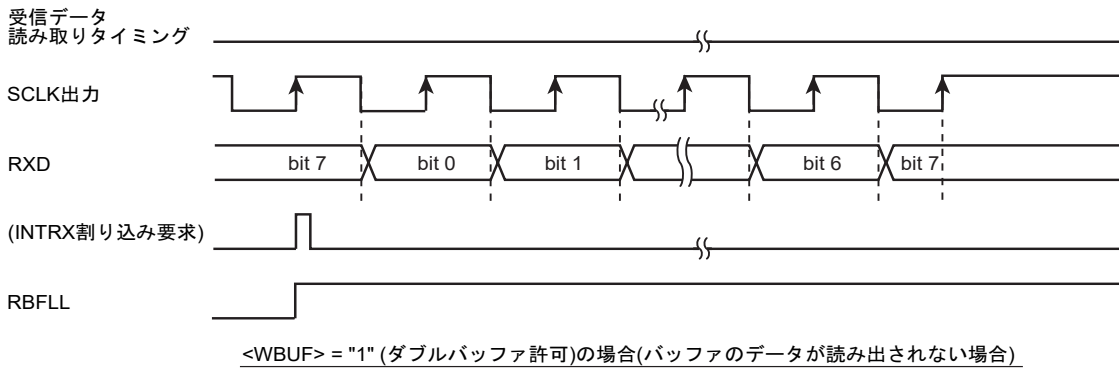 受信データ
読み取りタイミング
SCLK出力
RXD
bit 7
bit 0
bit 1
bit 6
bit 7
(INTRX割り込み要求)
RBFLL
<WBUF> = "1" (ダブルバッファ許可)の場合(バッファのデータが読み出されない場合)